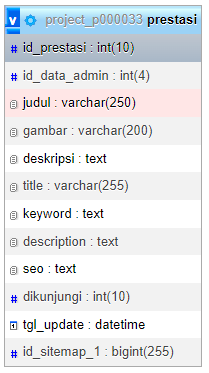 v project_p000033 prestasi
# id_prestasi : int(10)
# id_data_admin : int(4)
judul : varchar(250)
gambar : varchar(200)
deskripsi : text
title : varchar(255)
keyword : text
description : text
seo : text
# dikunjungi : int(10)
tgl_update : datetime
# id_sitemap_1 : bigint(255)